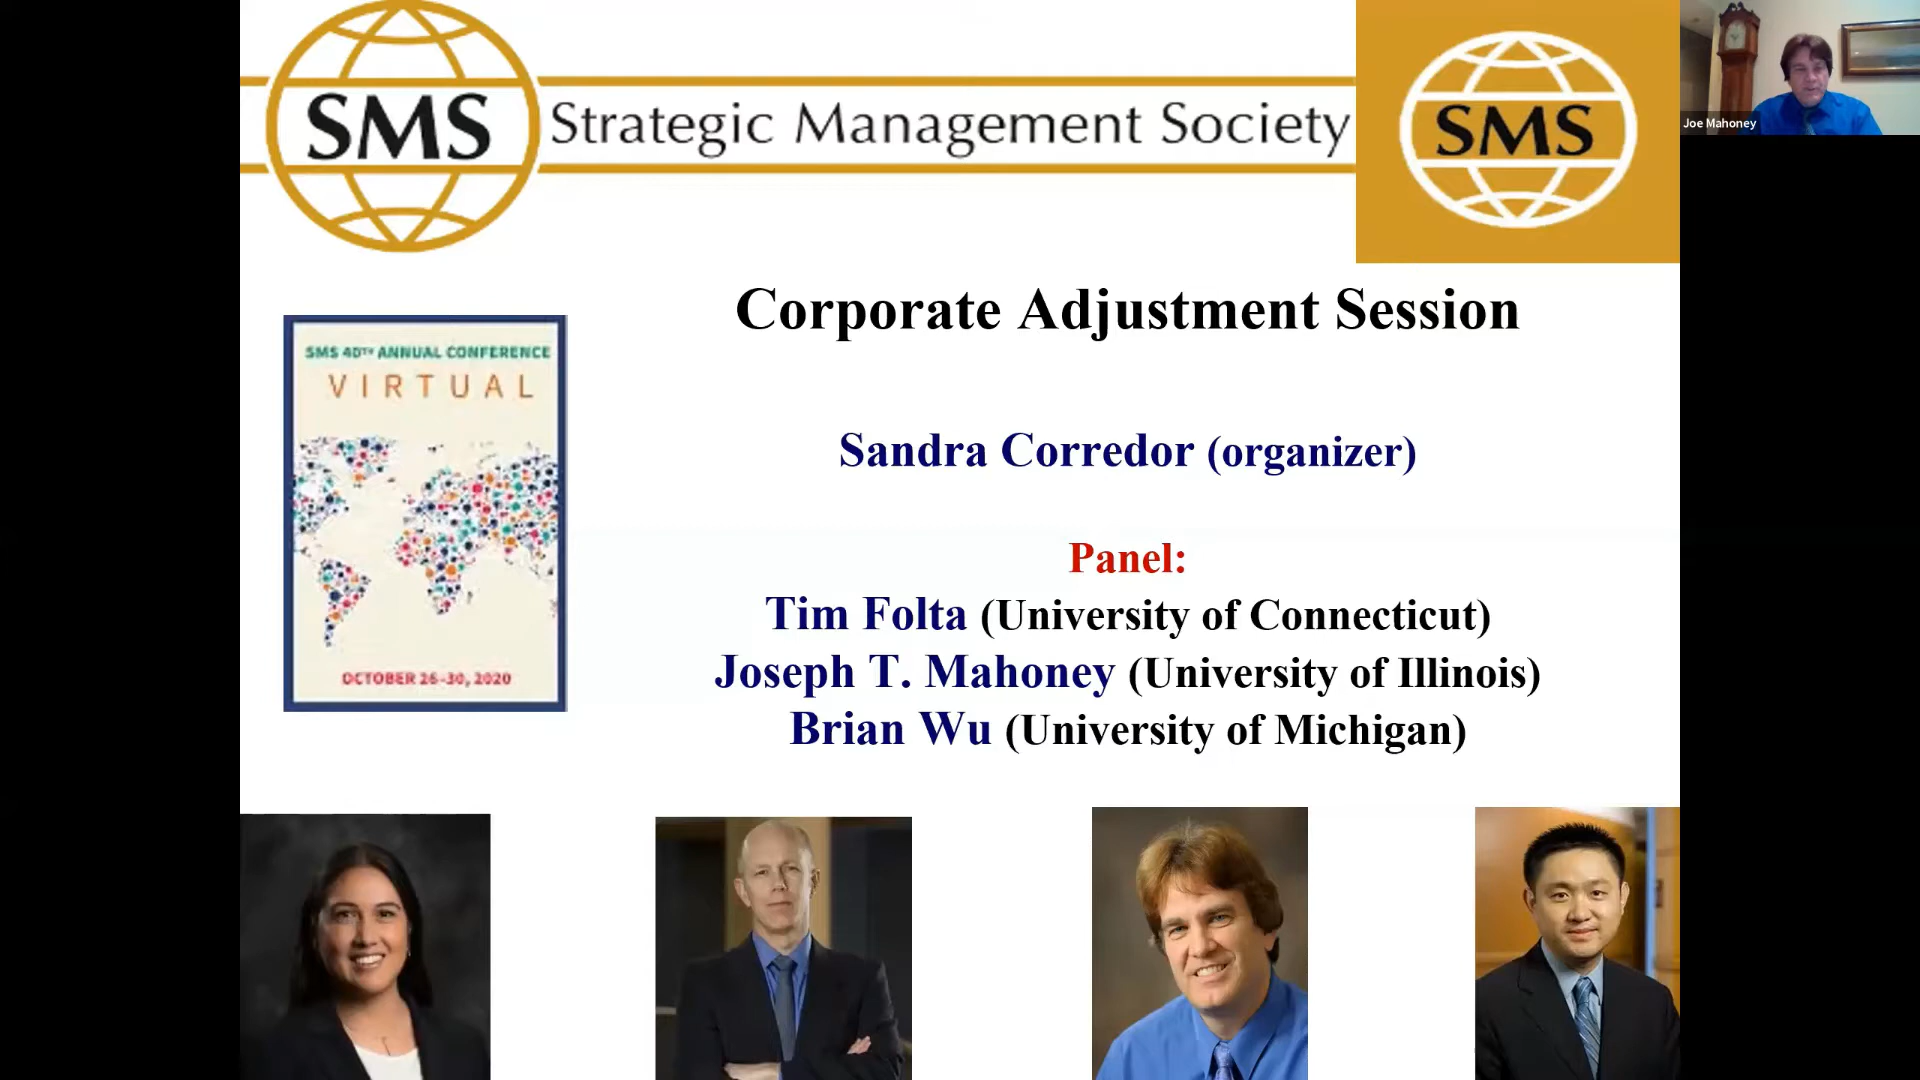 SMS
Strategic Management Society
SMS
Joe Mahoney
Corporate Adjustment Session
SMS 40TH ANNUAL CONFERENCE
VIRTUAL
OCTOBER 26-30, 2020
Sandra Corredor (organizer)
Panel:
Tim Folta (University of Connecticut)
Joseph T. Mahoney (University of Illinois)
Brian Wu (University of Michigan)